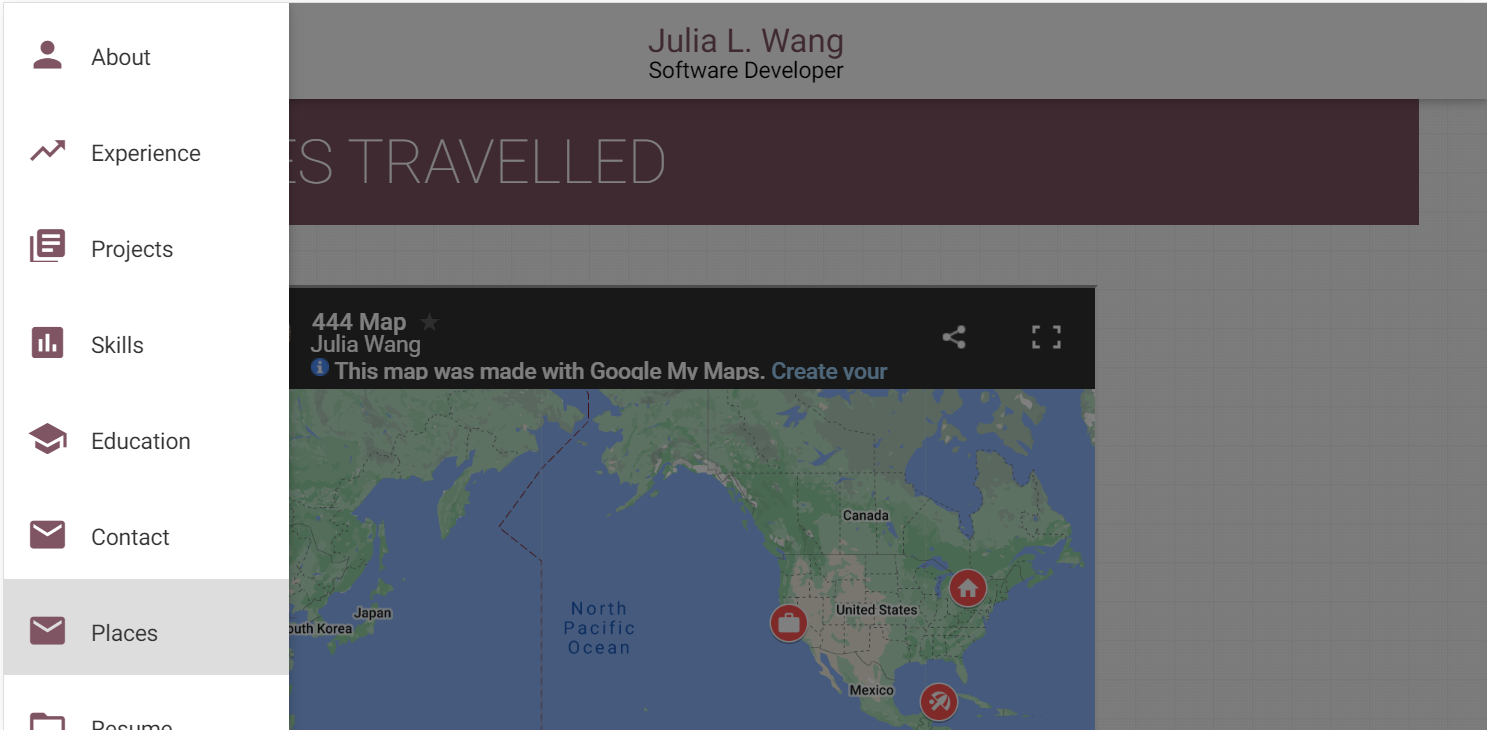 About
Experience
Projects
Skills
Education
Contact
Places
Resume
Julia L. Wang
Software Developer
ES TRAVELLED
444 Map
Julia Wang
This map was made with Google My Maps. Create your
Canada
United States
Mexico
Japan
outh Korea
North
Pacific
Ocean